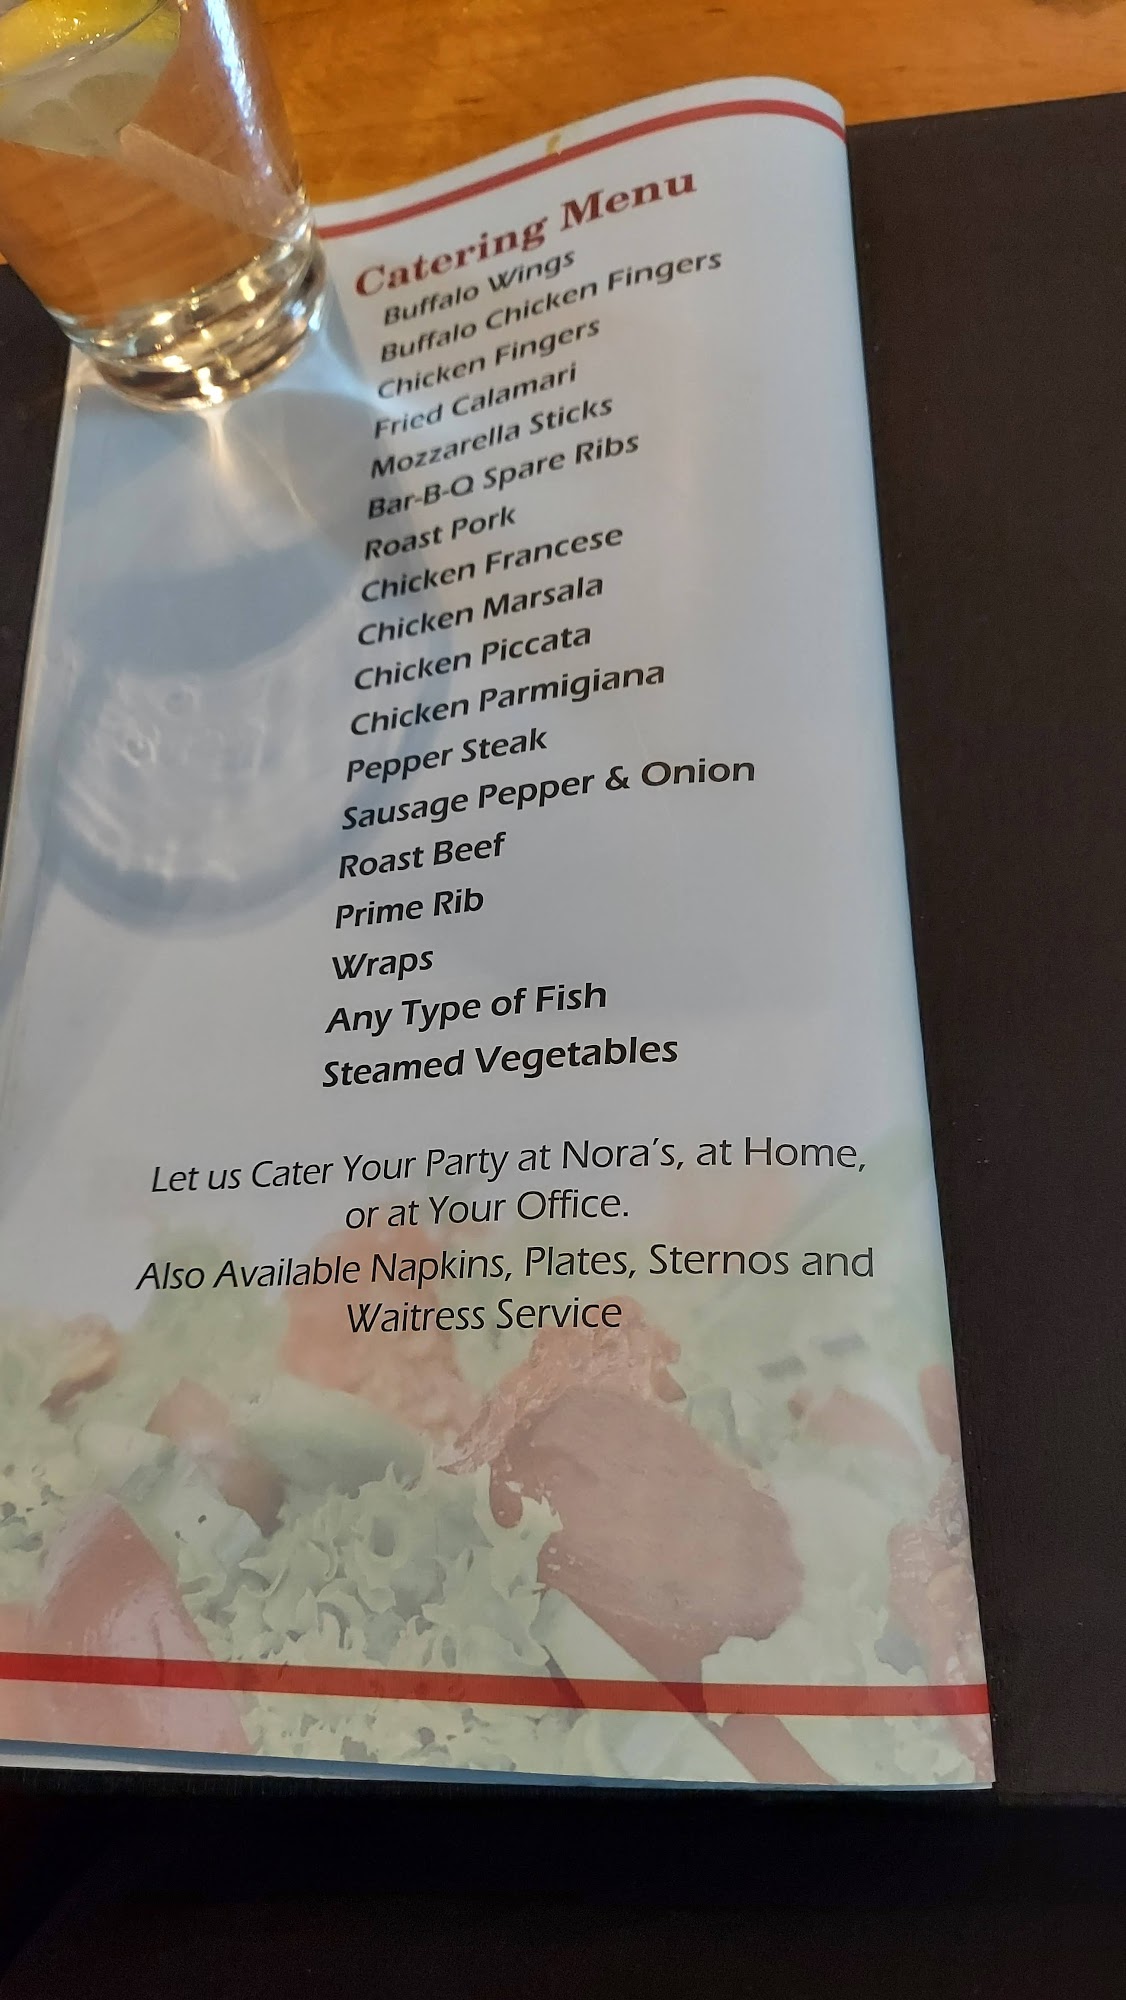 Catering Menu
Buffalo Wings
Buffalo Chicken Fingers
Chicken Fingers
Fried Calamari
Mozzarella Sticks
Bar-B-Q Spare Ribs
Roast Pork
Chicken Francese
Chicken Marsala
Chicken Piccata
Chicken Parmigiana
Pepper Steak
Sausage Pepper & Onion
Roast Beef
Prime Rib
Wraps
Any Type of Fish
Steamed Vegetables
Let us Cater Your Party at Nora's, at Home,
or at Your Office.
Also Available Napkins, Plates, Sternos and
Waitress Service